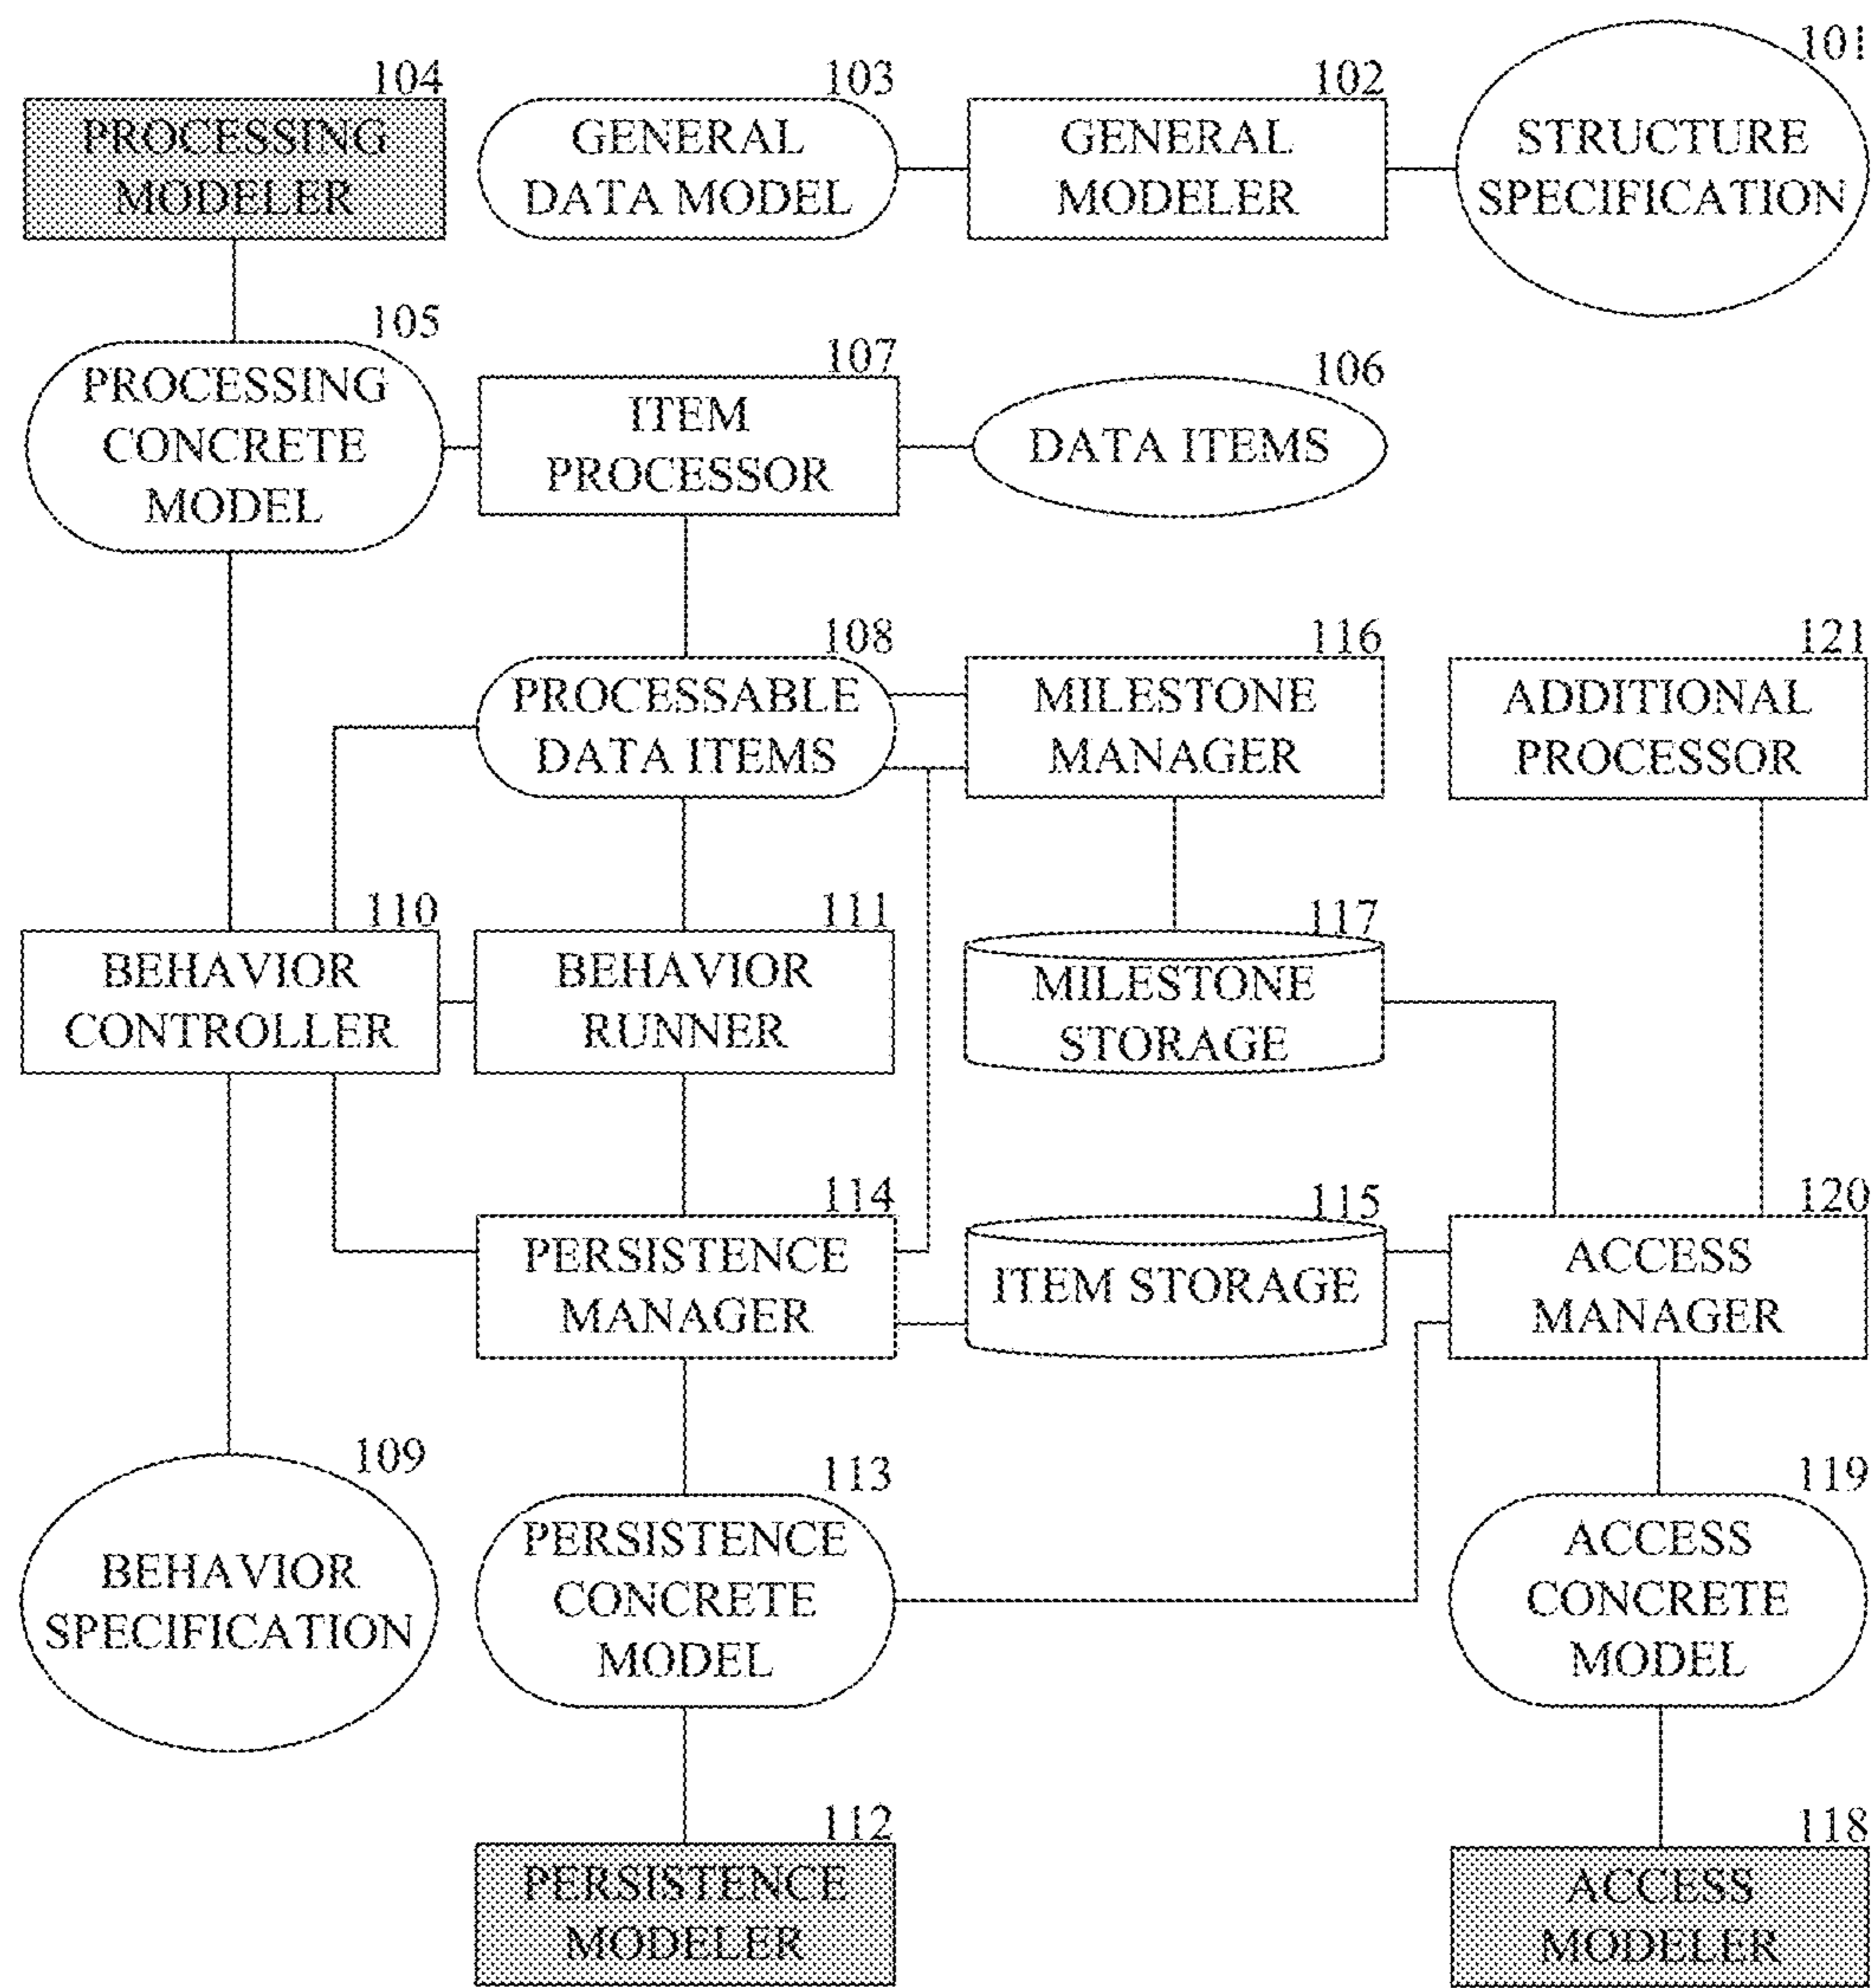 104
PROCESSING
MODELER
103
GENERAL
DATA MODEL
102
GENERAL
MODELER
101
STRUCTURE
SPECIFICATION
105
PROCESSING
CONCRETE
MODEL
107
ITEM
PROCESSOR
106
DATA ITEMS
108
PROCESSABLE
DATA ITEMS
116
MILESTONE
MANAGER
121
ADDITIONAL
PROCESSOR
110
BEHAVIOR
CONTROLLER
111
BEHAVIOR
RUNNER
117
MILESTONE
STORAGE
114
PERSISTENCE
MANAGER
115
ITEM STORAGE
120
ACCESS
MANAGER
109
BEHAVIOR
SPECIFICATION
113
PERSISTENCE
CONCRETE
MODEL
119
ACCESS
CONCRETE
MODEL
112
PERSISTENCE
MODELER
118
ACCESS
MODELER